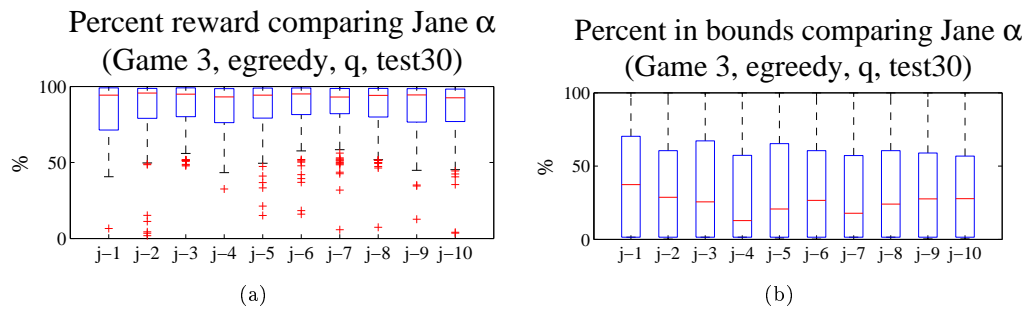 Percent reward comparing Jane α
(Game 3, egreedy, q, test30)
100
50
0
%
j−1 j−2 j−3 j−4 j−5 j−6 j−7 j−8 j−9 j−10
(a)
Percent in bounds comparing Jane α
(Game 3, egreedy, q, test30)
100
50
0
%
j−1 j−2 j−3 j−4 j−5 j−6 j−7 j−8 j−9 j−10
(b)